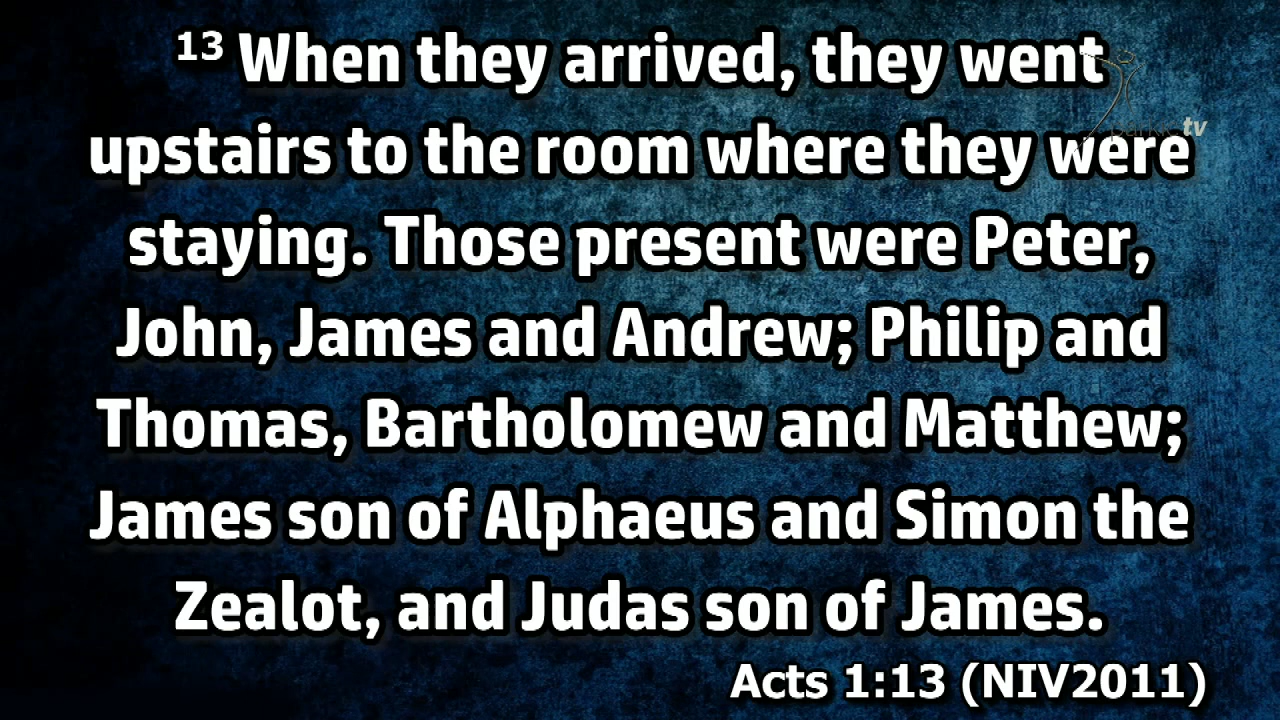 13 When they arrived, they went
upstairs to the room where they were
staying. Those present were Peter,
John, James and Andrew; Philip and
Thomas, Bartholomew and Matthew;
James son of Alphaeus and Simon the
Zealot, and Judas son of James.
Acts 1:13 (NIV2011)
tv